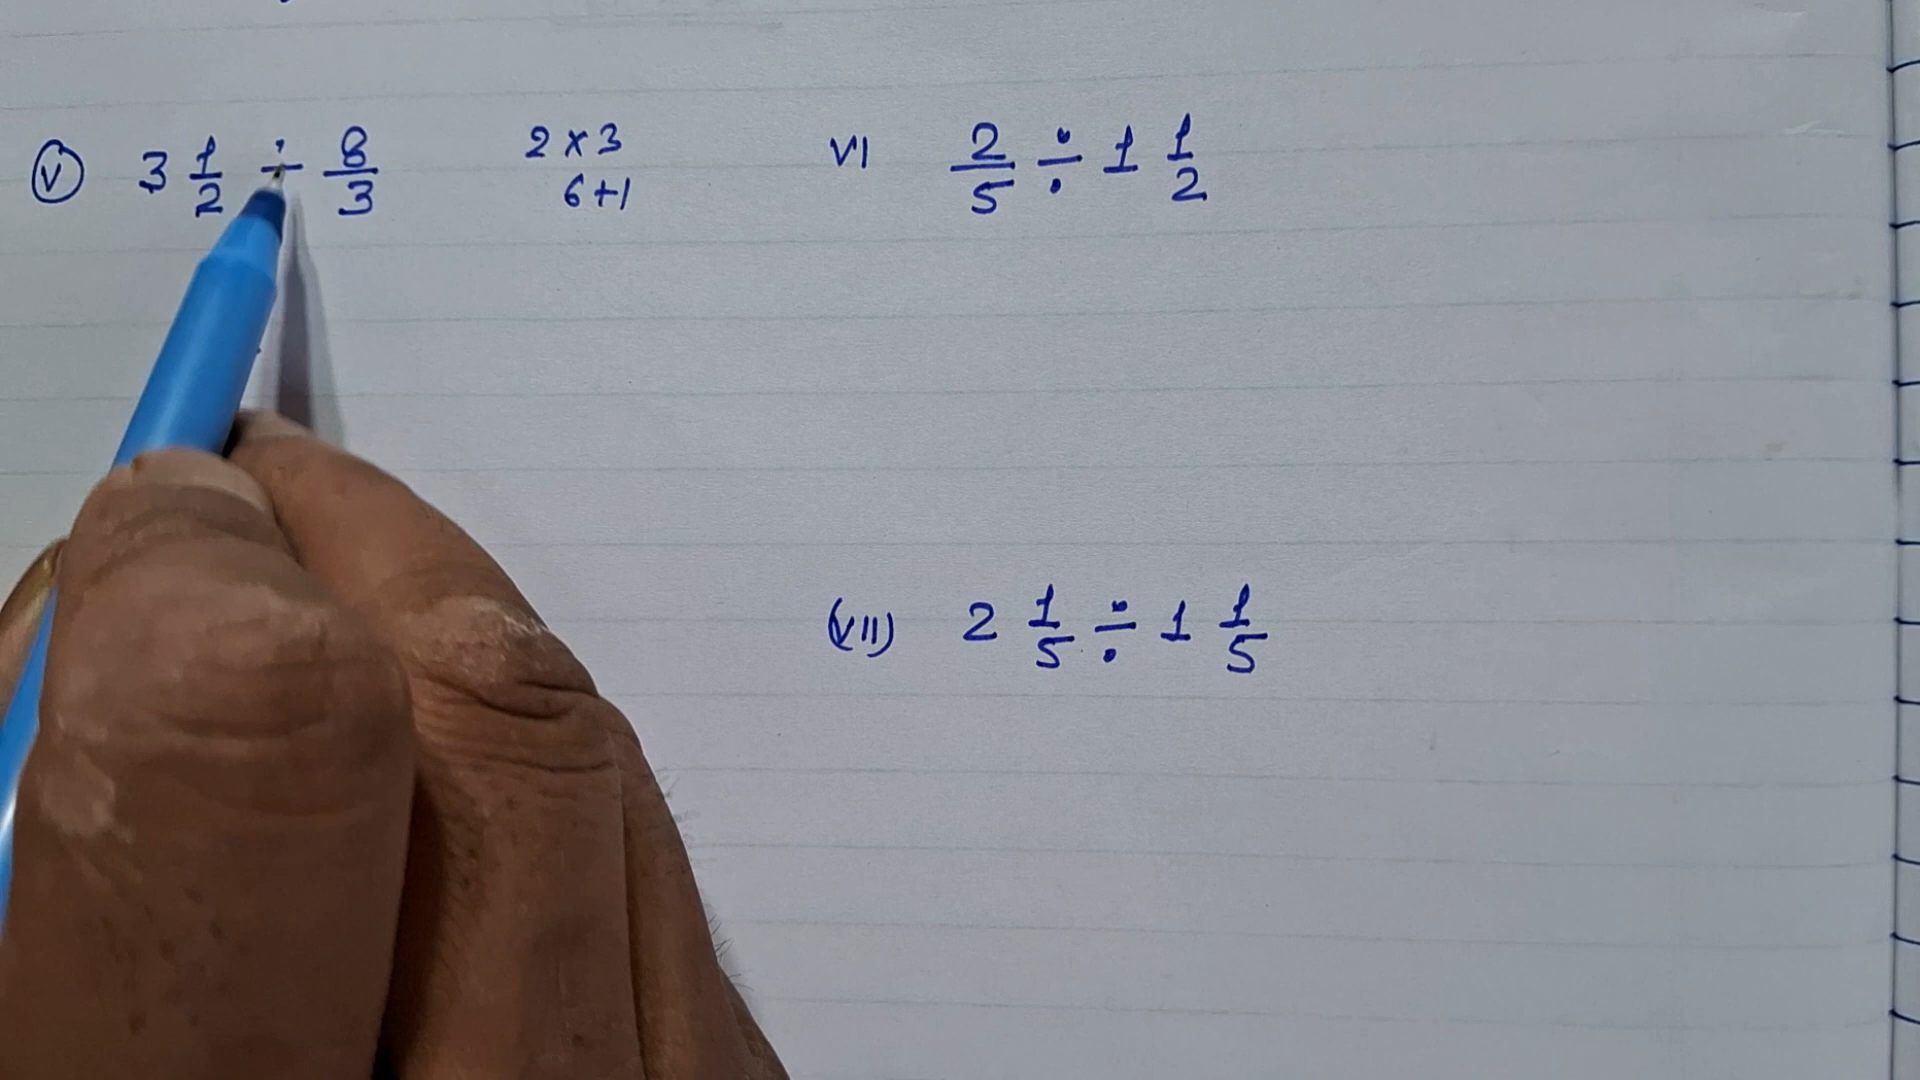 (V) 3 1/2 ÷ 8/3
2 × 3
6+1
VI 2/5 ÷ 1 1/2
(VII) 2 1/5 ÷ 1 1/5